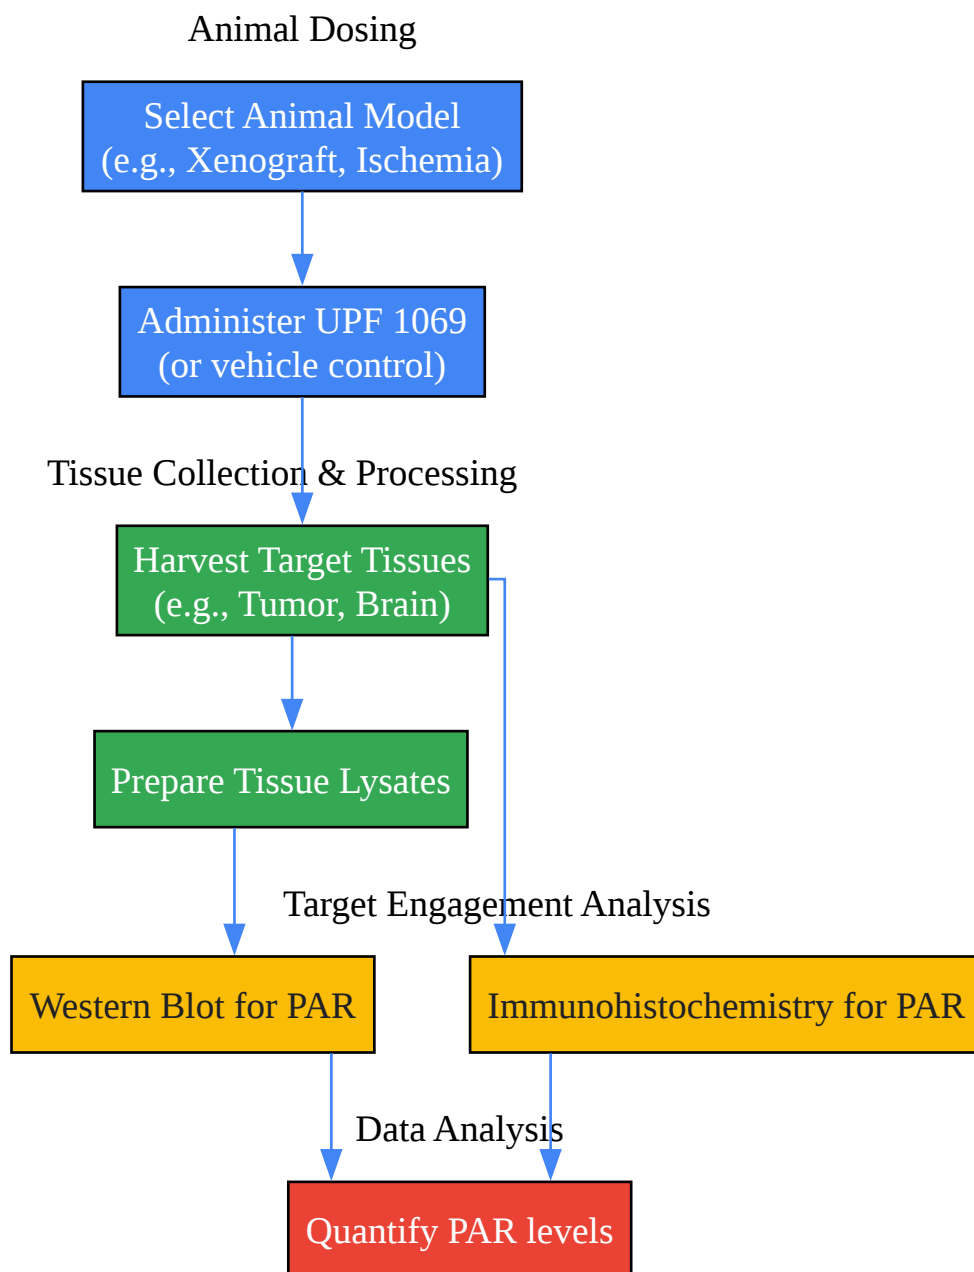 Animal Dosing
Select Animal Model
(e.g., Xenograft, Ischemia)
Administer UPF 1069
(or vehicle control)
Tissue Collection & Processing
Harvest Target Tissues
(e.g., Tumor, Brain)
Prepare Tissue Lysates
Target Engagement Analysis
Western Blot for PAR
Immunohistochemistry for PAR
Data Analysis
Quantify PAR levels